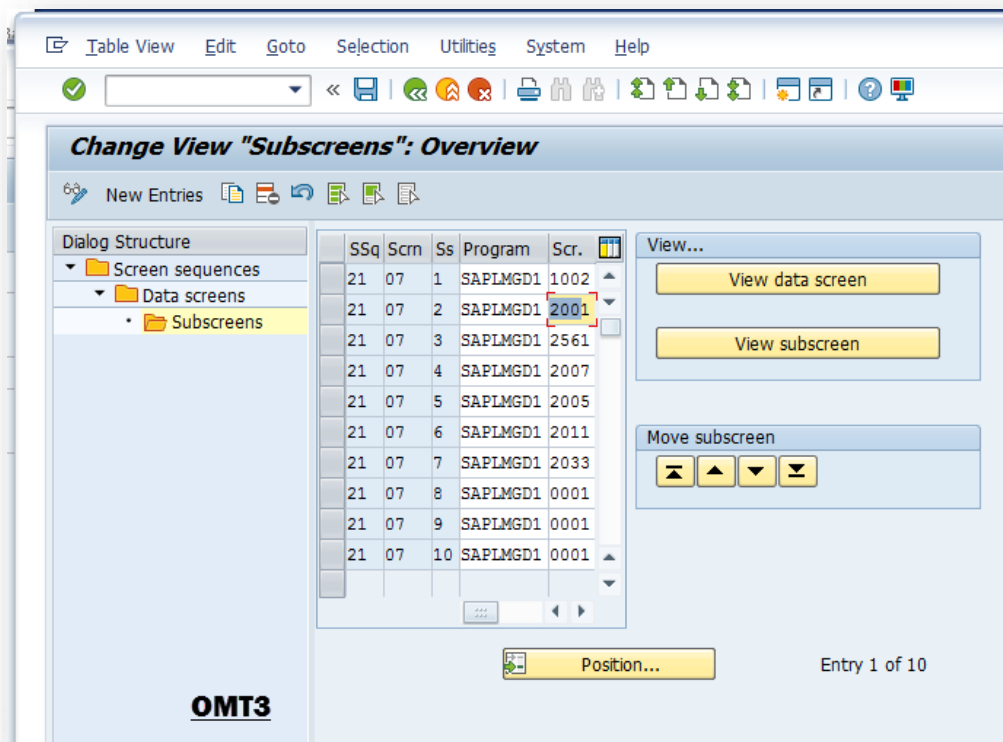 Table View Edit Goto Selection Utilities System Help
Change View "Subscreens": Overview
New Entries
Dialog Structure
Screen sequences
Data screens
Subscreens
SSq Scrn Ss Program Scr.
21 07 1 SAPLMGD1 1002
21 07 2 SAPLMGD1 2001
21 07 3 SAPLMGD1 2561
21 07 4 SAPLMGD1 2007
21 07 5 SAPLMGD1 2005
21 07 6 SAPLMGD1 2011
21 07 7 SAPLMGD1 2033
21 07 8 SAPLMGD1 0001
21 07 9 SAPLMGD1 0001
21 07 10 SAPLMGD1 0001
View...
View data screen
View subscreen
Move subscreen
Position...
Entry 1 of 10
OMT3